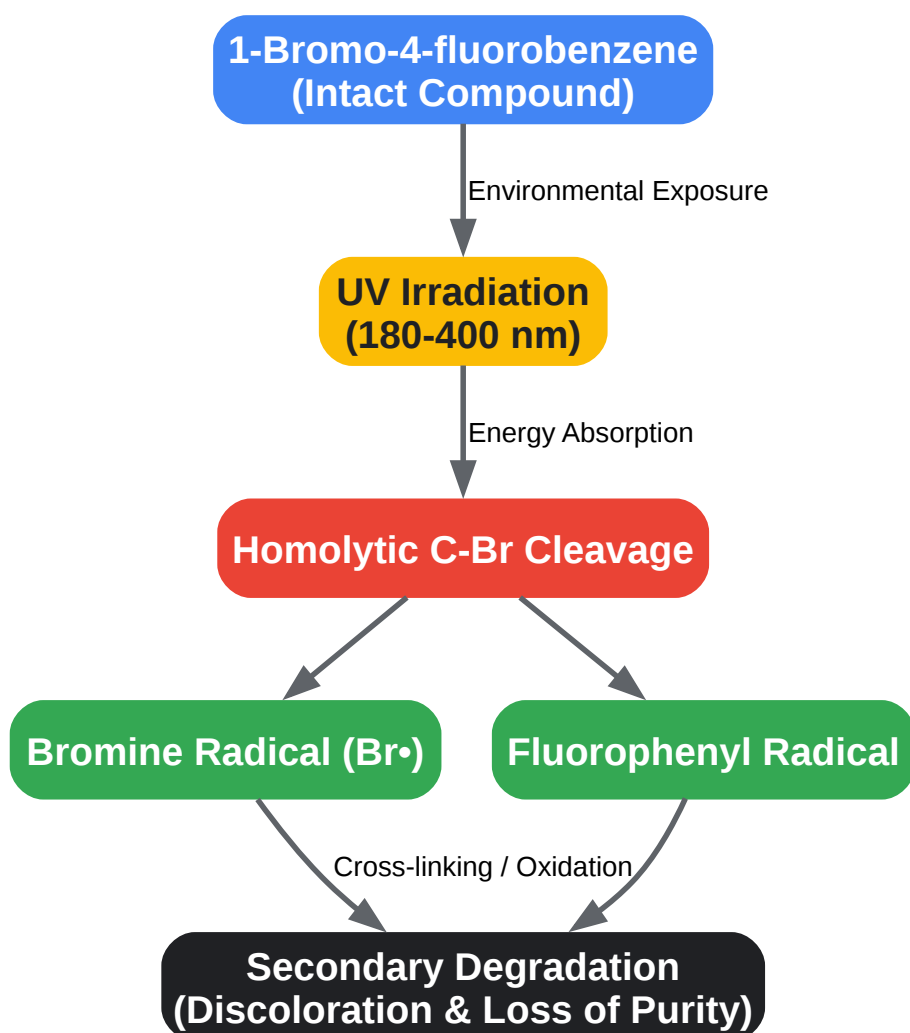 1-Bromo-4-fluorobenzene
(Intact Compound)
Environmental Exposure
UV Irradiation
(180-400 nm)
Energy Absorption
Homolytic C-Br Cleavage
Bromine Radical (Br•)
Fluorophenyl Radical
Cross-linking / Oxidation
Secondary Degradation
(Discoloration & Loss of Purity)